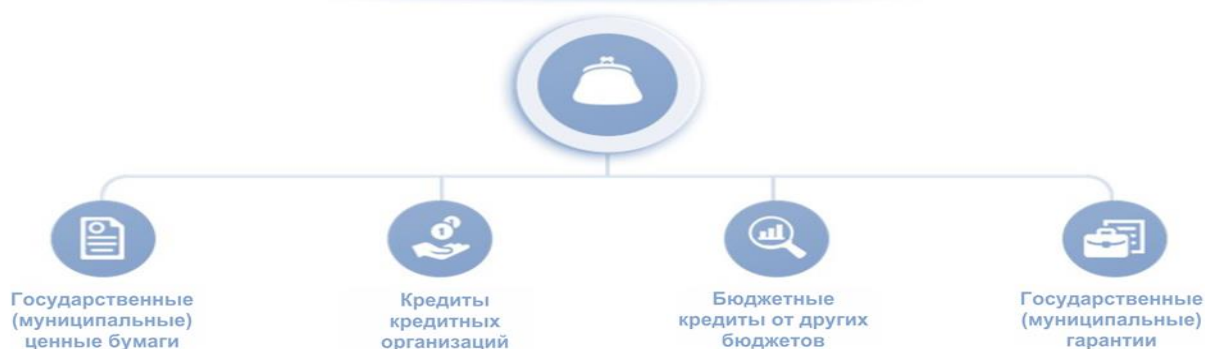 Государственные
(муниципальные)
ценные бумаги
Кредиты
кредитных
организаций
Бюджетные
кредиты от других
бюджетов
Государственные
(муниципальные)
гарантии